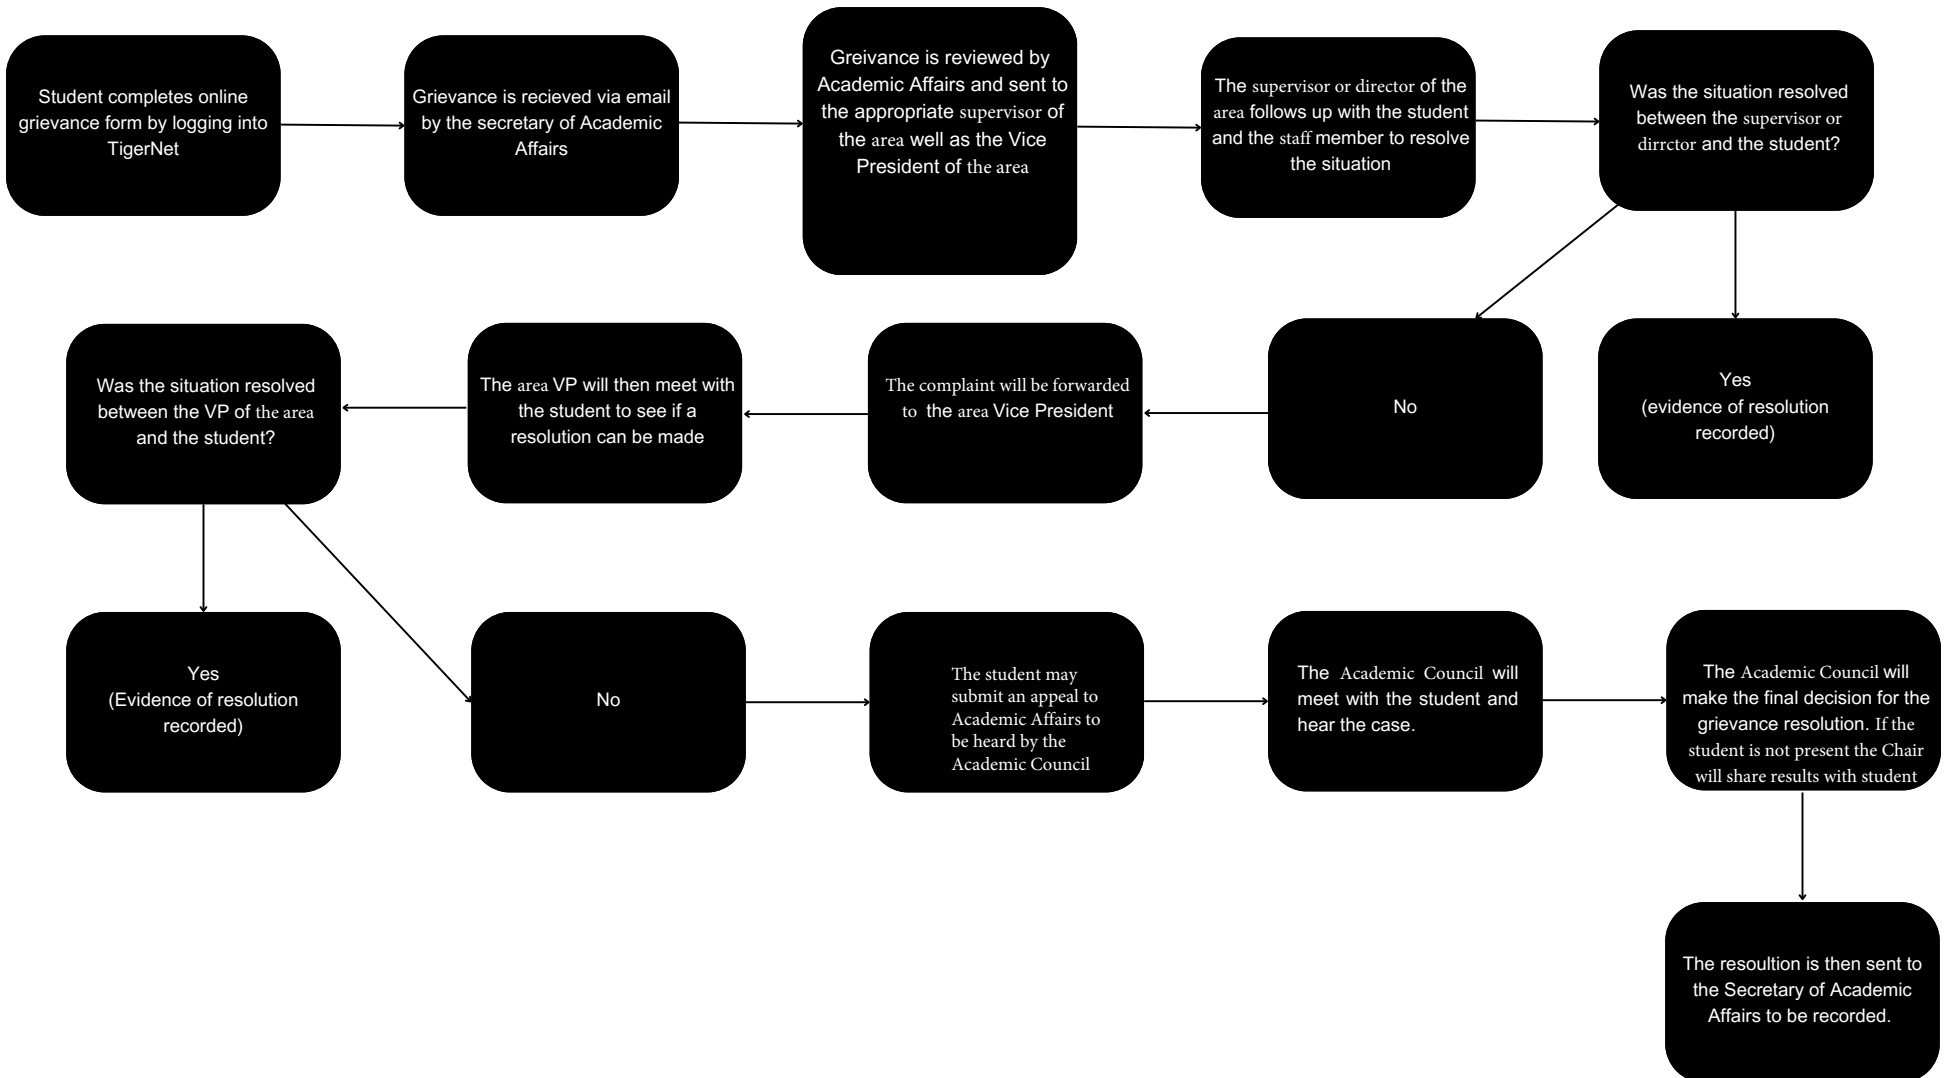 Student completes online
grievance form by logging into
TigerNet
Grievance is recieved via email
by the secretary of Academic
Affairs
Greivance is reviewed by
Academic Affairs and sent to
the appropriate supervisor of
the area well as the Vice
President of the area
The supervisor or director of the
area follows up with the student
and the staff member to resolve
the situation
Was the situation resolved
between the supervisor or
dirrctor and the student?
Yes
(evidence of resolution
recorded)
No
The complaint will be forwarded
to the area Vice President
The area VP will then meet with
the student to see if a
resolution can be made
Was the situation resolved
between the VP of the area
and the student?
Yes
(Evidence of resolution
recorded)
No
The student may
submit an appeal to
Academic Affairs to
be heard by the
Academic Council
The Academic Council will
meet with the student and
hear the case.
The Academic Council will
make the final decision for the
grievance resolution. If the
student is not present the Chair
will share results with student
The resoultion is then sent to
the Secretary of Academic
Affairs to be recorded.